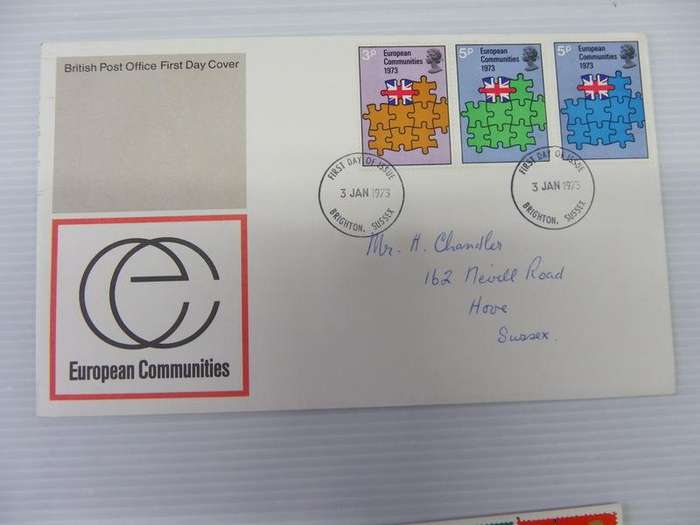 British Post Office First Day Cover
3P
European
Communities
1973
5P
European
Communities
1973
5P
European
Communities
1973
FIRST DAY OF ISSUE
3 JAN 1973
BRIGHTON, SUSSEX
FIRST DAY OF ISSUE
3 JAN 1973
BRIGHTON, SUSSEX
Mr. H. Chandler
162 Nevill Road
Hove
Sussex.
ec
European Communities